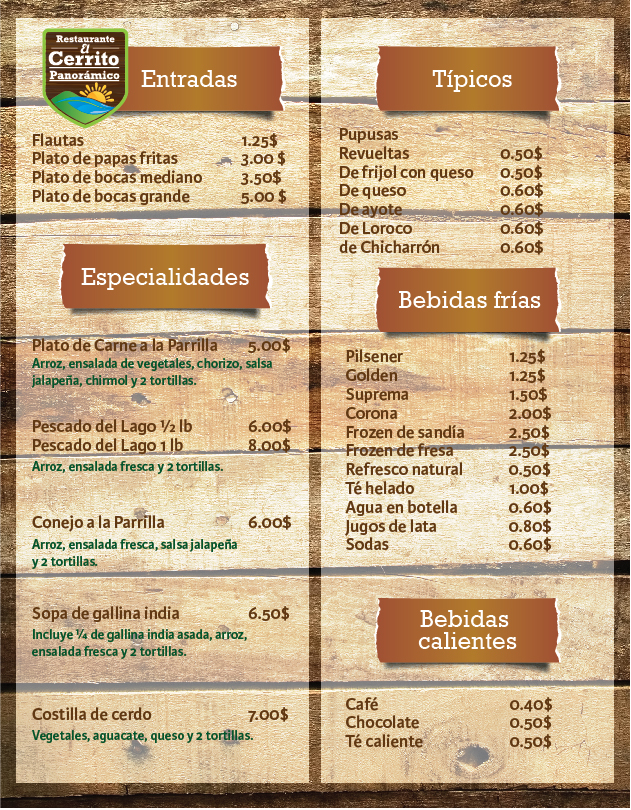 Restaurante
El
Cerrito
Panorámico
Entradas
Flautas 1.25$
Plato de papas fritas 3.00 $
Plato de bocas mediano 3.50$
Plato de bocas grande 5.00 $
Especialidades
Plato de Carne a la Parrilla 5.00$
Arroz, ensalada de vegetales, chorizo, salsa
jalapeña, chirmol y 2 tortillas.
Pescado del Lago ½ lb 6.00$
Pescado del Lago 1 lb 8.00$
Arroz, ensalada fresca y 2 tortillas.
Conejo a la Parrilla 6.00$
Arroz, ensalada fresca, salsa jalapeña
y 2 tortillas.
Sopa de gallina india 6.50$
Incluye ¼ de gallina india asada, arroz,
ensalada fresca y 2 tortillas.
Costilla de cerdo 7.00$
Vegetales, aguacate, queso y 2 tortillas.
Típicos
Pupusas
Revueltas 0.50$
De frijol con queso 0.50$
De queso 0.60$
De ayote 0.60$
De Loroco 0.60$
de Chicharrón 0.60$
Bebidas frías
Pilsener 1.25$
Golden 1.25$
Suprema 1.50$
Corona 2.00$
Frozen de sandía 2.50$
Frozen de fresa 2.50$
Refresco natural 0.50$
Té helado 1.00$
Agua en botella 0.60$
Jugos de lata 0.80$
Sodas 0.60$
Bebidas
calientes
Café 0.40$
Chocolate 0.50$
Té caliente 0.50$